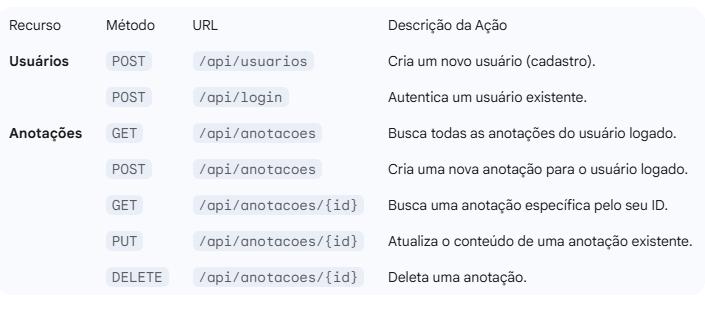 Recurso Método URL Descrição da Ação
Usuários POST /api/usuarios Cria um novo usuário (cadastro).
POST /api/login Autentica um usuário existente.
Anotações GET /api/anotacoes Busca todas as anotações do usuário logado.
POST /api/anotacoes Cria uma nova anotação para o usuário logado.
GET /api/anotacoes/{id} Busca uma anotação específica pelo seu ID.
PUT /api/anotacoes/{id} Atualiza o conteúdo de uma anotação existente.
DELETE /api/anotacoes/{id} Deleta uma anotação.